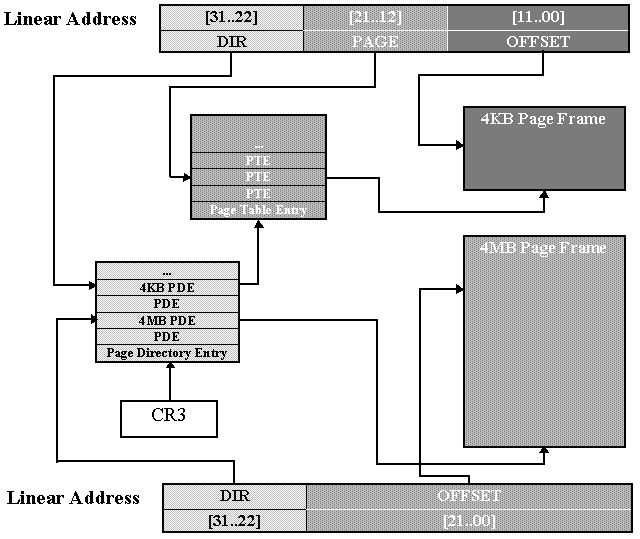 Linear Address [31..22] [21..12] [11..00]
DIR PAGE OFFSET
4KB Page Frame
...
PTE
PTE
PTE
Page Table Entry
4MB Page Frame
...
4KB PDE
PDE
4MB PDE
PDE
Page Directory Entry
CR3
Linear Address DIR OFFSET
[31..22] [21..00]